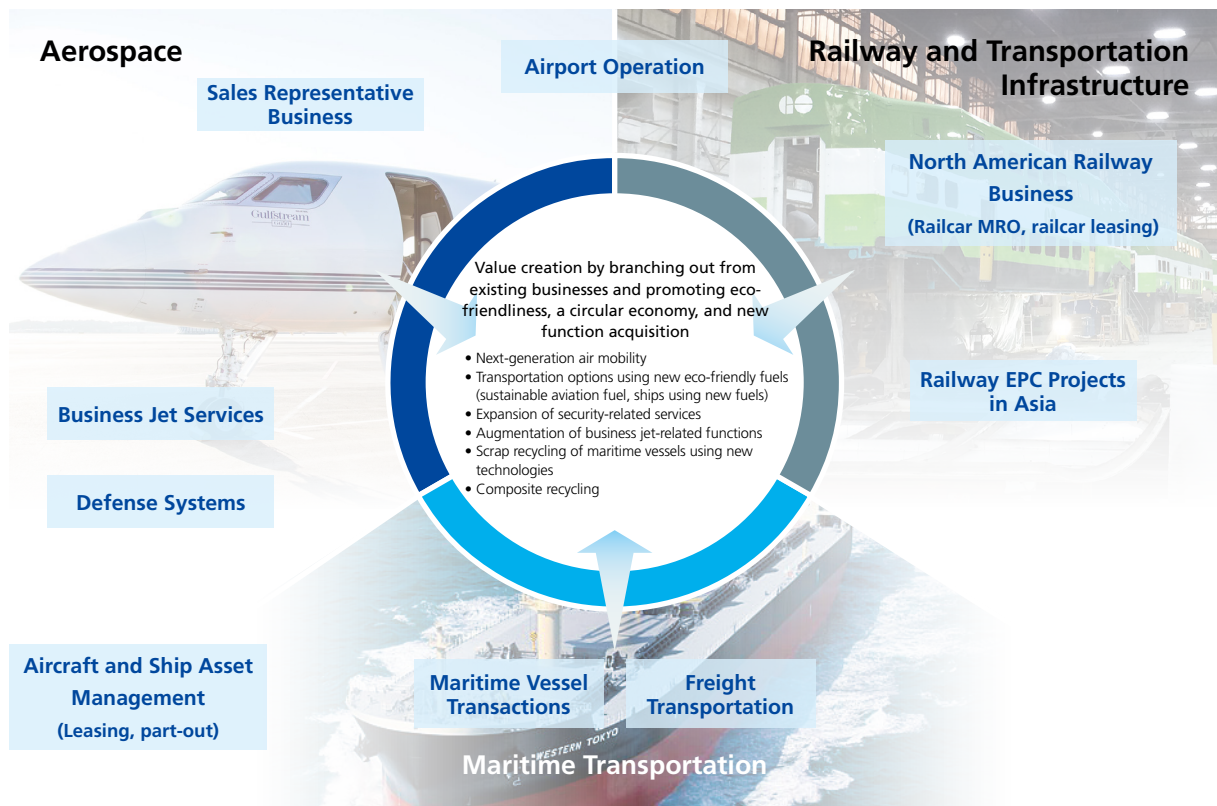 Aerospace
Railway and Transportation
Infrastructure
Airport Operation
Sales Representative
Business
GO
North American Railway
Business
(Railcar MRO, railcar leasing)
Gulfstream
Value creation by branching out from
existing businesses and promoting eco-
friendliness, a circular economy, and new
function acquisition
• Next-generation air mobility
• Transportation options using new eco-friendly fuels
(sustainable aviation fuel, ships using new fuels)
• Expansion of security-related services
• Augmentation of business jet-related functions
• Scrap recycling of maritime vessels using new
technologies
• Composite recycling
Railway EPC Projects
in Asia
Business Jet Services
Defense Systems
Aircraft and Ship Asset
Management
(Leasing, part-out)
Maritime Vessel
Transactions
Freight
Transportation
WESTERN TOKYO
Maritime Transportation